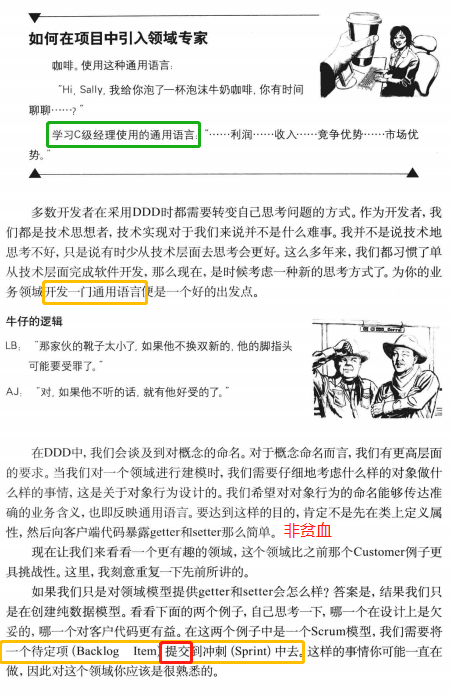 如何在项目中引入领域专家
咖啡。使用这种通用语言：
“Hi, Sally, 我给你泡了一杯泡沫牛奶咖啡, 你有时间
聊聊……? ”
学习C级经理使用的通用语言: “……利润……收入……竞争优势……市场优
势。”
多数开发者在采用DDD时都需要转变自己思考问题的方式。作为开发者, 我
们都是技术思想者, 技术实现对于我们来说并不是什么难事。我并不是说技术地
思考不好, 只是说有时少从技术层面去思考会更好。这么多年来, 我们都习惯了单
从技术层面完成软件开发, 那么现在, 是时候考虑一种新的思考方式了。为你的业
务领域开发一门通用语言便是一个好的出发点。
牛仔的逻辑
LB: “那家伙的靴子太小了, 如果他不换双新的, 他的脚指头
可能要受罪了。”
AJ: “对, 如果他不听的话, 就有他好受的了。”
在DDD中, 我们会谈及到对概念的命名。对于概念命名而言, 我们有更高层面
的要求。当我们对一个领域进行建模时, 我们需要仔细地考虑什么样的对象做什
么样的事情, 这是关于对象行为设计的。我们希望对对象行为的命名能够传达准
确的业务含义, 也即反映通用语言。要达到这样的目的, 肯定不是先在类上定义属
性, 然后向客户端代码暴露getter和setter那么简单。 非贫血
现在让我们来看看一个更有趣的领域, 这个领域比之前那个Customer例子更
具挑战性。这里, 我刻意重复一下先前所讲的。
如果我们只是对领域模型提供getter和setter会怎么样? 答案是, 结果我们只
是在创建纯数据模型。看看下面的两个例子, 自己思考一下, 哪一个在设计上是欠
妥的, 哪一个对客户代码更有益。在这两个例子中是一个Scrum模型, 我们需要将
一个待定项 (Backlog Item) 提交到冲刺 (Sprint) 中去。这样的事情你可能一直在
做, 因此对这个领域你应该是很熟悉的。